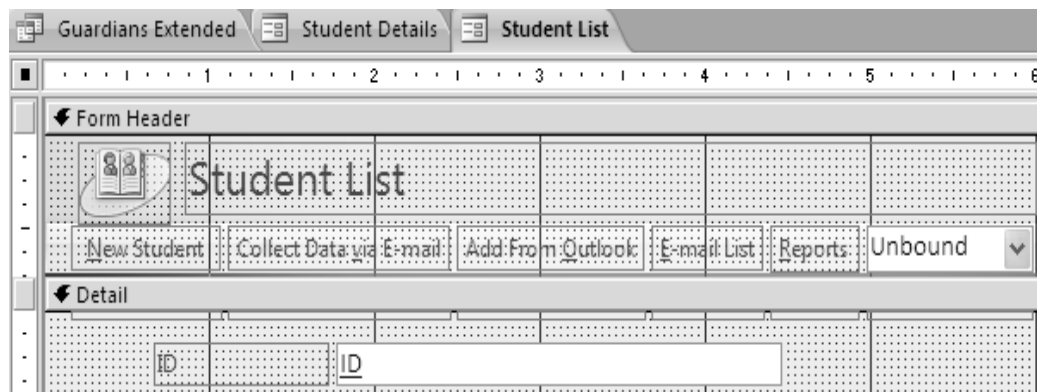 Guardians Extended Student Details Student List
1 2 3 4 5 6
Form Header
Student List
New Student Collect Data via E-mail Add From Outlook E-mail List Reports Unbound
Detail
ID ID